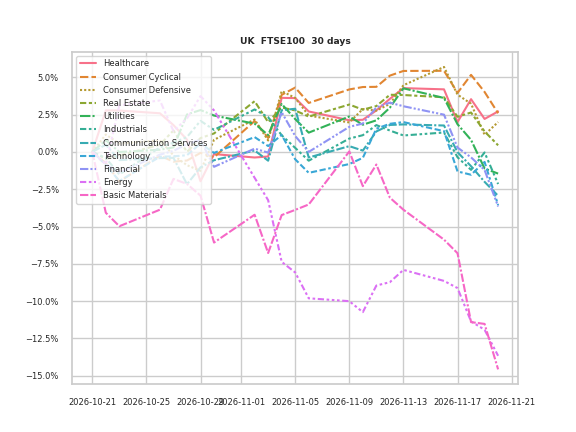 UK  FTSE100  30 days
5.0%
2.5%
0.0%
−2.5%
−5.0%
−7.5%
−10.0%
−12.5%
−15.0%
Healthcare
Consumer Cyclical
Consumer Defensive
Real Estate
Utilities
Industrials
Communication Services
Technology
Financial
Energy
Basic Materials
2026-10-21 2026-10-25 2026-10-29 2026-11-01 2026-11-05 2026-11-09 2026-11-13 2026-11-17 2026-11-21